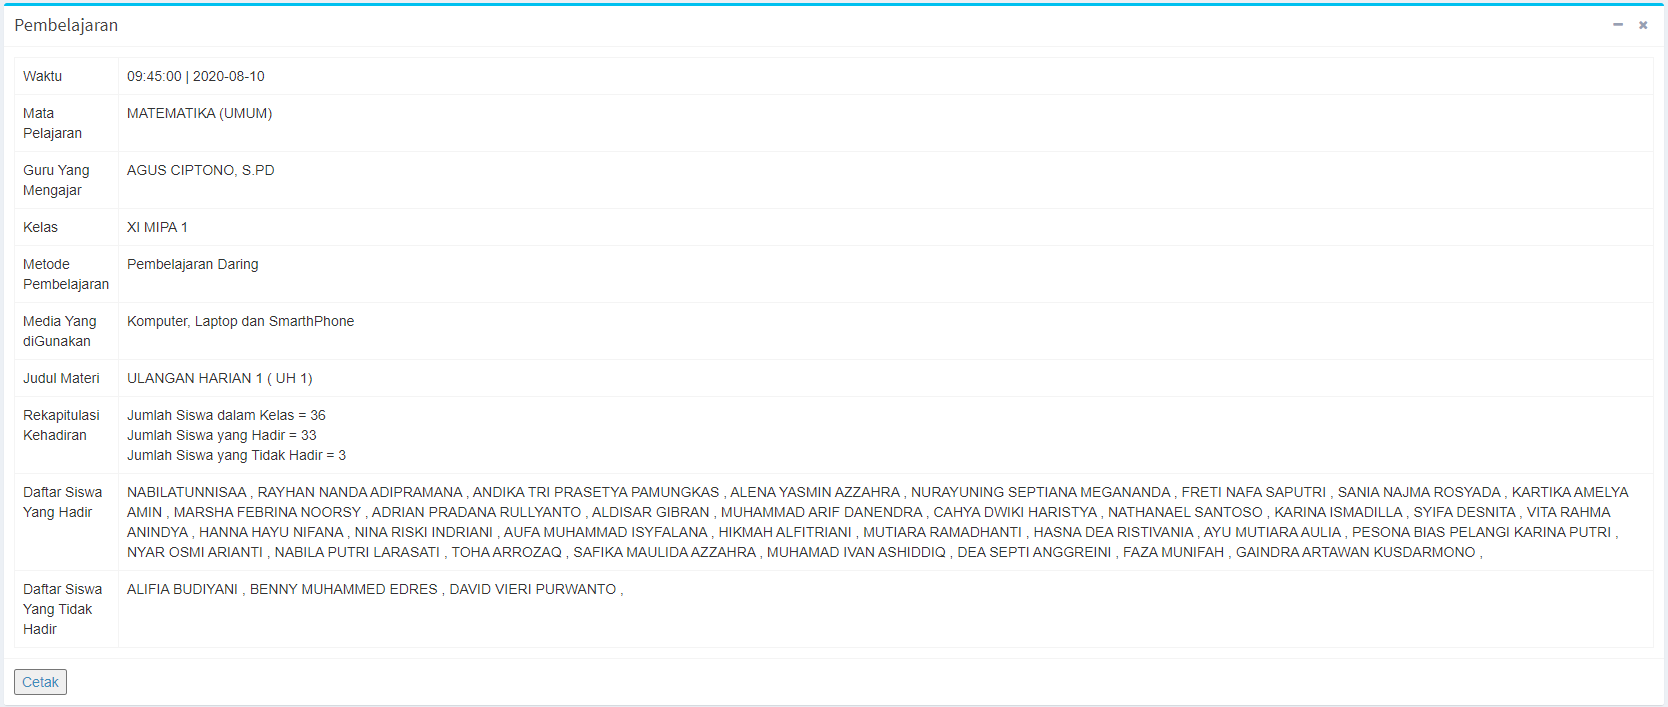 Pembelajaran
Waktu
09:45:00 | 2020-08-10
Mata
Pelajaran
MATEMATIKA (UMUM)
Guru Yang
Mengajar
AGUS CIPTONO, S.PD
Kelas
XI MIPA 1
Metode
Pembelajaran
Pembelajaran Daring
Media Yang
diGunakan
Komputer, Laptop dan SmarthPhone
Judul Materi
ULANGAN HARIAN 1 ( UH 1)
Rekapitulasi
Kehadiran
Jumlah Siswa dalam Kelas = 36
Jumlah Siswa yang Hadir = 33
Jumlah Siswa yang Tidak Hadir = 3
Daftar Siswa
Yang Hadir
NABILATUNNISAA , RAYHAN NANDA ADIPRAMANA , ANDIKA TRI PRASETYA PAMUNGKAS , ALENA YASMIN AZZAHRA , NURAYUNING SEPTIANA MEGANANDA , FRETI NAFA SAPUTRI , SANIA NAJMA ROSYADA , KARTIKA AMELYA
AMIN , MARSHA FEBRINA NOORSY , ADRIAN PRADANA RULLYANTO , ALDISAR GIBRAN , MUHAMMAD ARIF DANENDRA , CAHYA DWIKI HARISTYA , NATHANAEL SANTOSO , KARINA ISMADILLA , SYIFA DESNITA , VITA RAHMA
ANINDYA , HANNA HAYU NIFANA , NINA RISKI INDRIANI , AUFA MUHAMMAD ISYFALANA , HIKMAH ALFITRIANI , MUTIARA RAMADHANTI , HASNA DEA RISTIVANIA , AYU MUTIARA AULIA , PESONA BIAS PELANGI KARINA PUTRI ,
NYAR OSMI ARIANTI , NABILA PUTRI LARASATI , TOHA ARROZAQ , SAFIKA MAULIDA AZZAHRA , MUHAMAD IVAN ASHIDDIQ , DEA SEPTI ANGGREINI , FAZA MUNIFAH , GAINDRA ARTAWAN KUSDARMONO ,
Daftar Siswa
Yang Tidak
Hadir
ALIFIA BUDIYANI , BENNY MUHAMMED EDRES , DAVID VIERI PURWANTO ,
Cetak